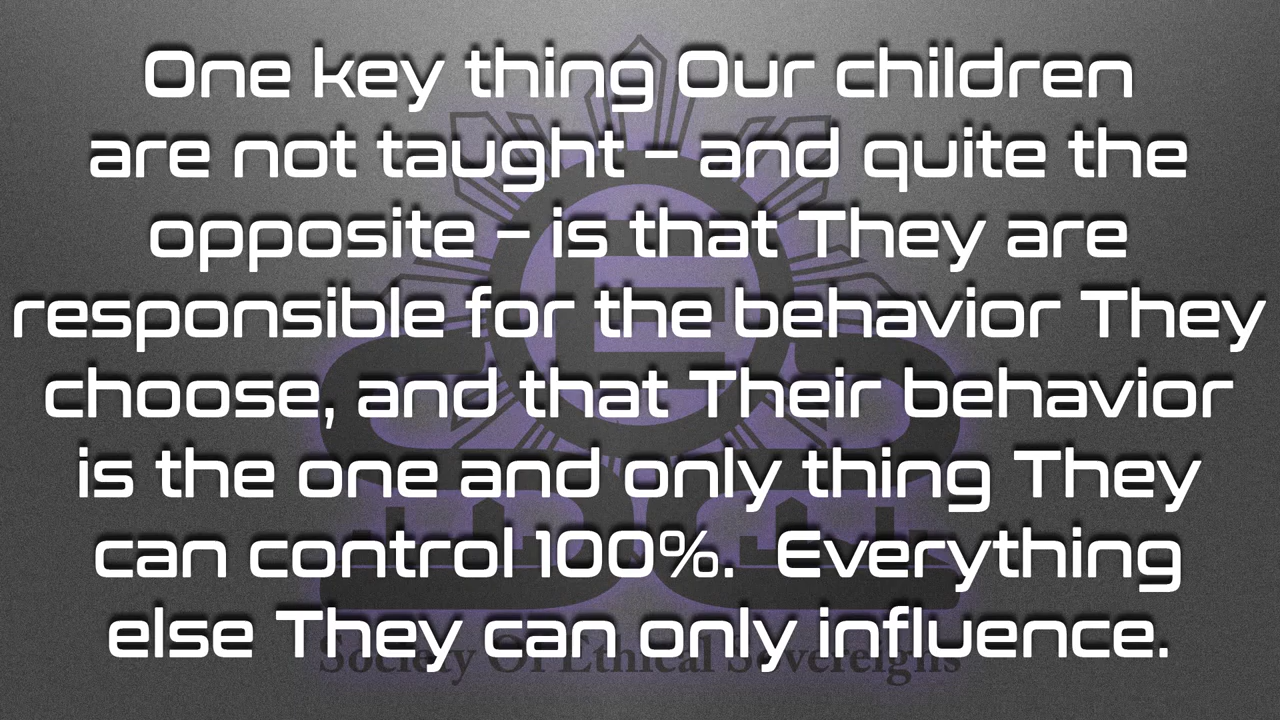 One key thing Our children
are not taught – and quite the
opposite – is that They are
responsible for the behavior They
choose, and that Their behavior
is the one and only thing They
can control 100%.  Everything
else They can only influence.
Society Of Ethical Sovereigns
E